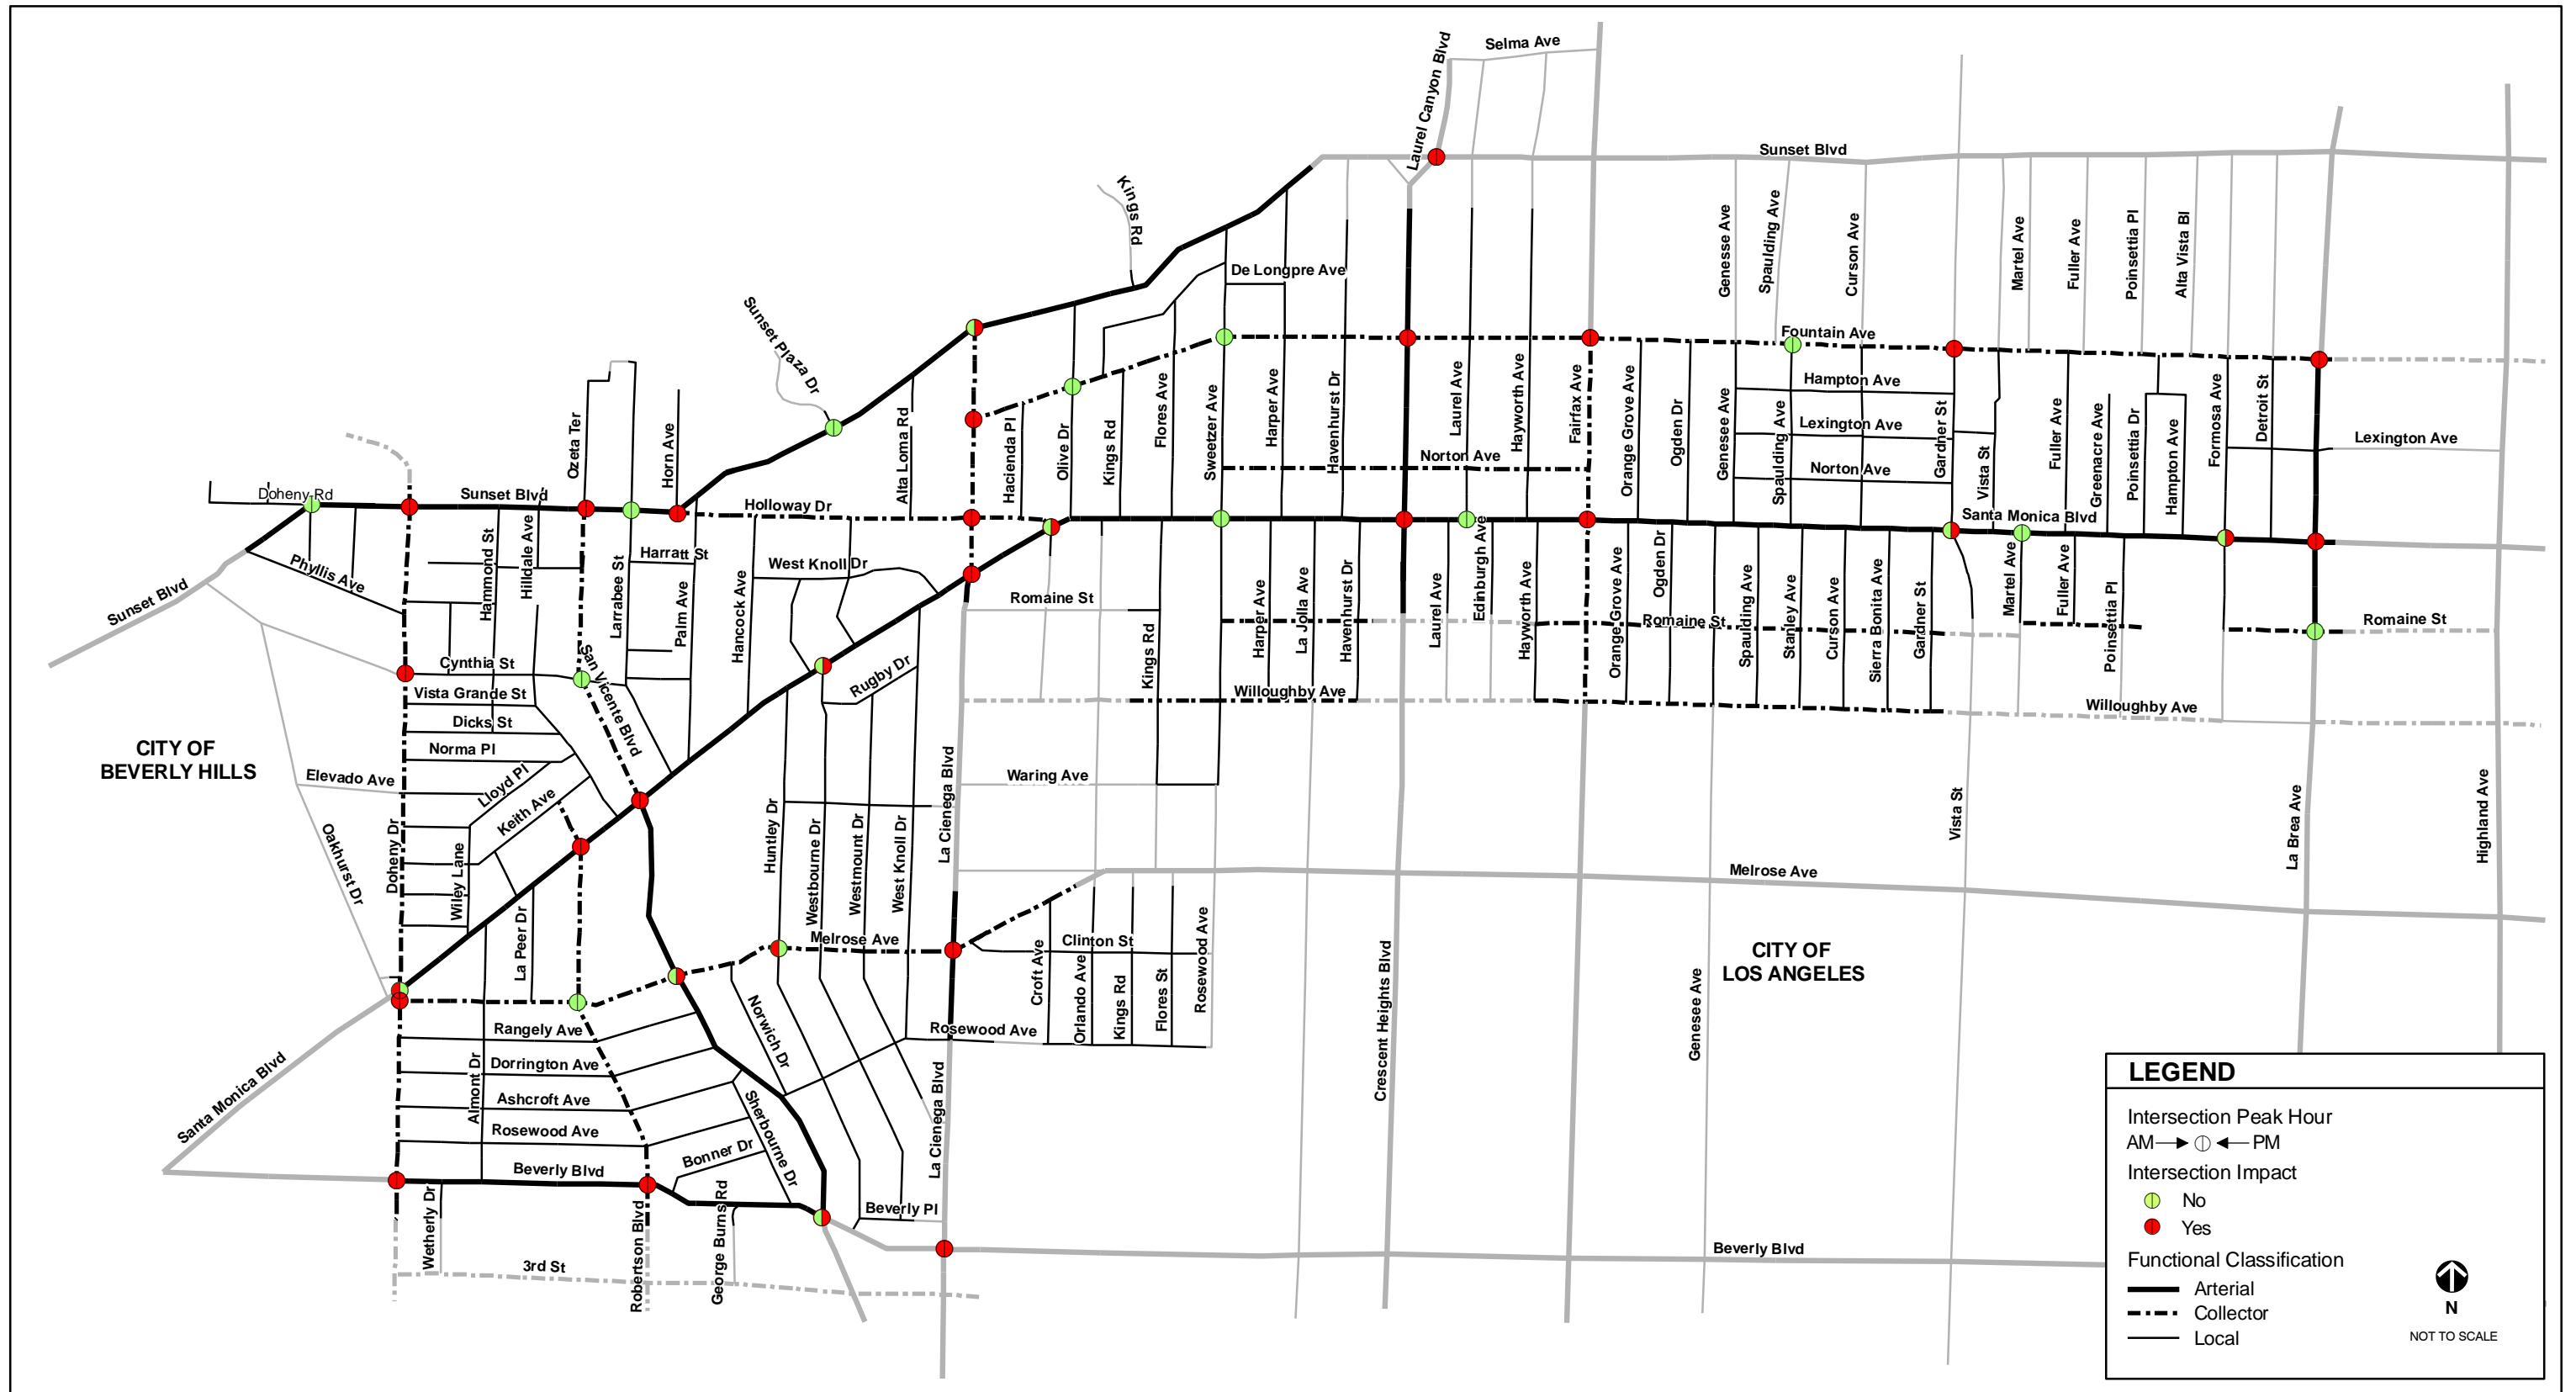 Selma Ave
Laurel Canyon Blvd
Sunset Blvd
Kings Rd
De Longpre Ave
Genesee Ave
Spaulding Ave
Curson Ave
Martel Ave
Fuller Ave
Poinsettia Pl
Alta Vista Bl
Sunset Plaza Dr
Fountain Ave
Hampton Ave
Lexington Ave
Norton Ave
Norton Ave
Lexington Ave
Ozeta Ter
Horn Ave
Alta Loma Rd
Hacienda Pl
Olive Dr
Kings Rd
Flores Ave
Sweetzer Ave
Harper Ave
Havenhurst Dr
Laurel Ave
Hayworth Ave
Fairfax Ave
Orange Grove Ave
Ogden Dr
Genesee Ave
Spaulding Ave
Gardner St
Vista St
Fuller Ave
Greenacre Ave
Poinsettia Dr
Hampton Ave
Formosa Ave
Detroit St
Doheny Rd
Sunset Blvd
Holloway Dr
Santa Monica Blvd
Phyllis Ave
Sunset Blvd
Hammond St
Hilldale Ave
Larrabee St
Harratt St
Palm Ave
Hancock Ave
West Knoll Dr
Romaine St
Kings Rd
Harper Ave
La Jolla Ave
Havenhurst Dr
Laurel Ave
Edinburgh Ave
Hayworth Ave
Orange Grove Ave
Ogden Dr
Romaine St
Spaulding Ave
Stanley Ave
Curson Ave
Sierra Bonita Ave
Gardner St
Martel Ave
Fuller Ave
Poinsettia Pl
Romaine St
Cynthia St
San Vicente Blvd
Rugby Dr
Vista Grande St
Willoughby Ave
Willoughby Ave
Dicks St
Norma Pl
CITY OF
BEVERLY HILLS
Elevado Ave
Lloyd Pl
Keith Ave
Waring Ave
Oakhurst Dr
Doheny Dr
Wiley Lane
La Peer Dr
Huntley Dr
Westbourne Dr
Westmount Dr
West Knoll Dr
La Cienega Blvd
Vista St
La Brea Ave
Highland Ave
Melrose Ave
Melrose Ave
Clinton St
Croft Ave
Orlando Ave
Kings Rd
Flores St
Rosewood Ave
Crescent Heights Blvd
Genesee Ave
CITY OF
LOS ANGELES
Rangely Ave
Norwich Dr
Rosewood Ave
Dorrington Ave
Almont Dr
Santa Monica Blvd
Ashcroft Ave
Sherbourne Dr
Rosewood Ave
La Cienega Blvd
Bonner Dr
Beverly Blvd
Wetherly Dr
Robertson Blvd
George Burns Rd
Beverly Pl
3rd St
Beverly Blvd
LEGEND
Intersection Peak Hour
AM PM
Intersection Impact
No
Yes
Functional Classification
Arterial
Collector
Local
N
NOT TO SCALE